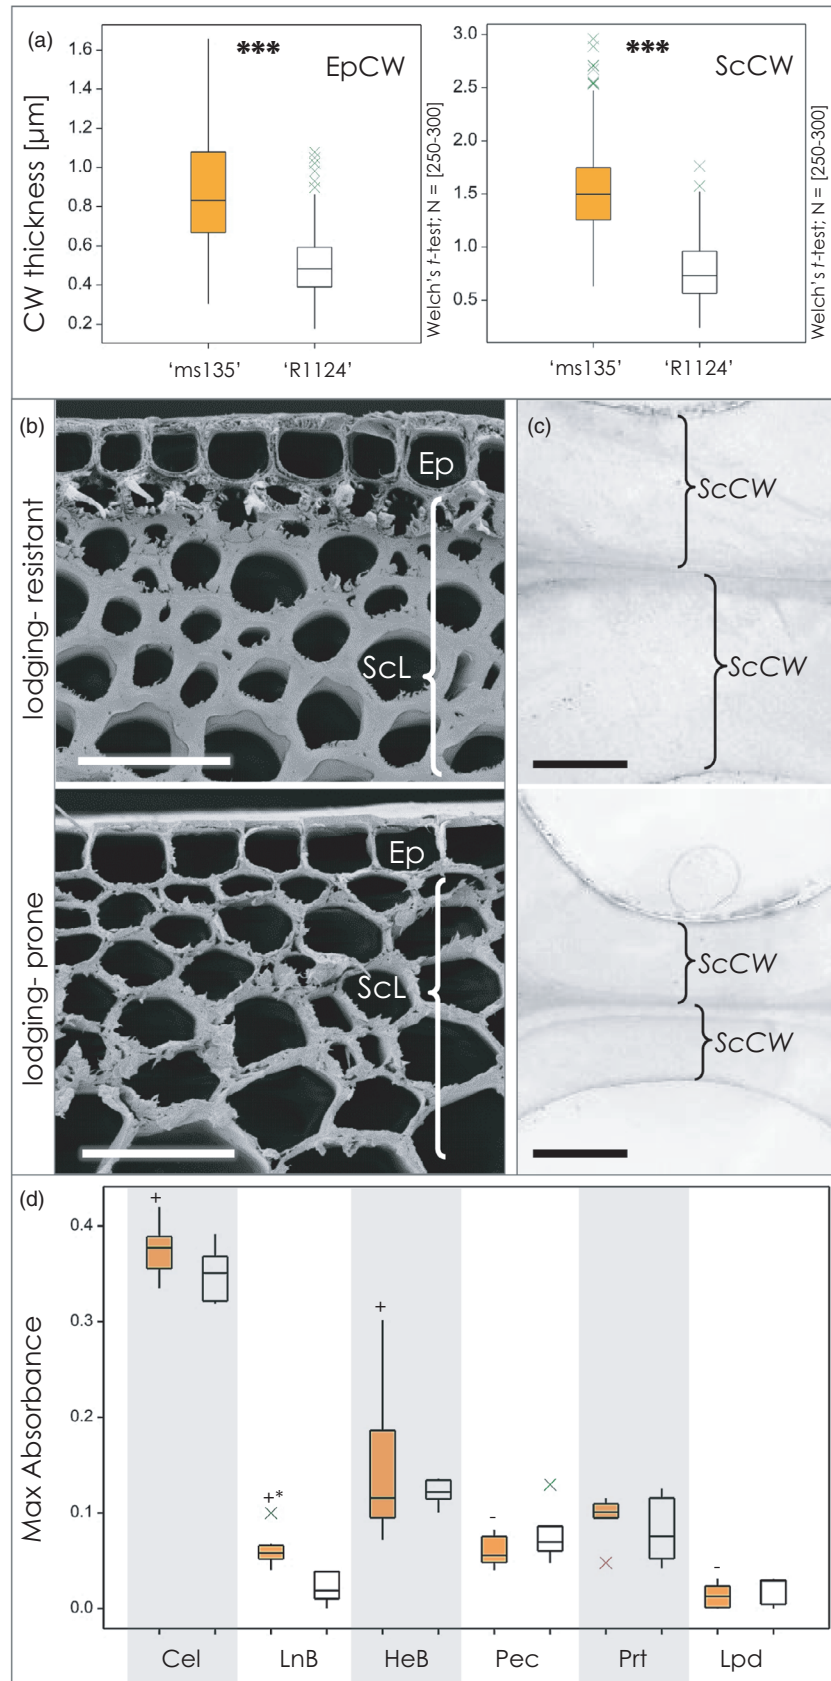 (a)
***
EpCW
CW thickness [µm]
1.6
1.4
1.2
1.0
0.8
0.6
0.4
0.2
'ms135'
'R1124'
Welch's t-test; N = [250-300]
***
ScCW
3.0
2.5
2.0
1.5
1.0
0.5
'ms135'
'R1124'
Welch's t-test; N = [250-300]
(b)
lodging- resistant
Ep
ScL
(c)
ScCW
ScCW
lodging- prone
Ep
ScL
ScCW
ScCW
(d)
Max Absorbance
0.4
0.3
0.2
0.1
0.0
+
+*
+
-
-
Cel
LnB
HeB
Pec
Prt
Lpd